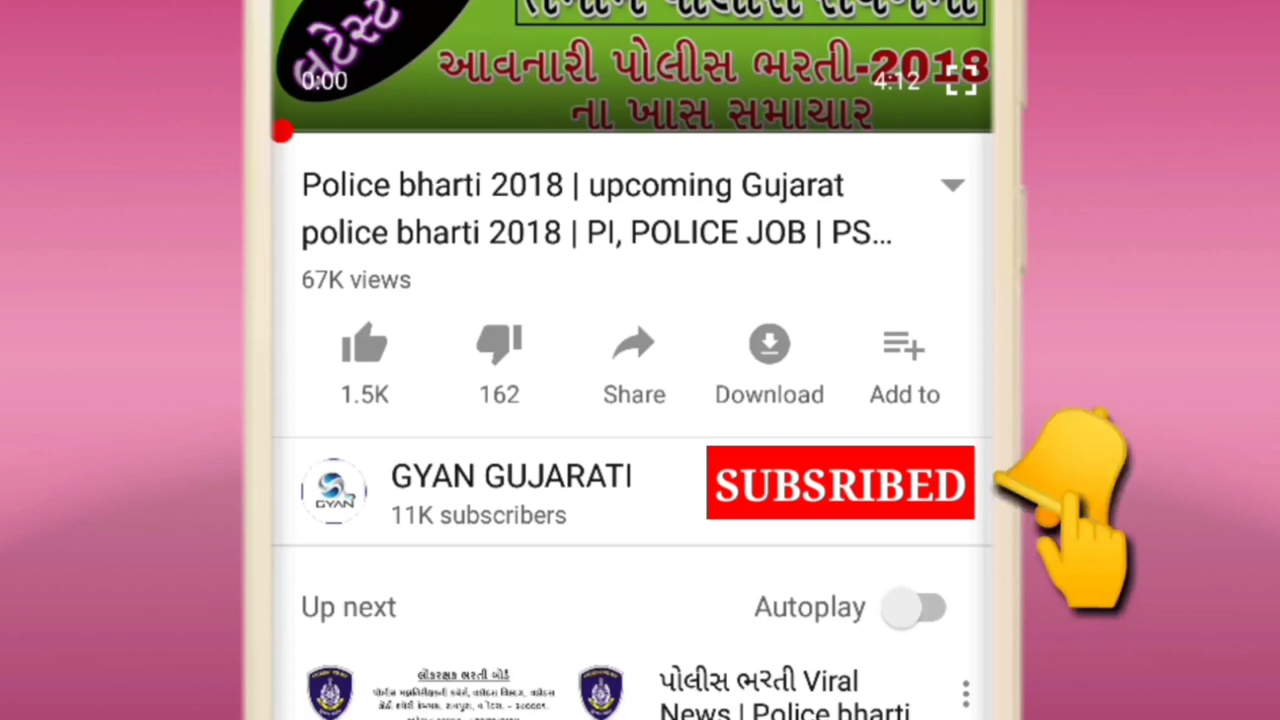 લેટેસ્ટ
આવનારી પોલીસ ભરતી-2018
0:00
4:12
ના ખાસ સમાચાર
Police bharti 2018 | upcoming Gujarat
police bharti 2018 | PI, POLICE JOB | PS...
67K views
1.5K
162
Share
Download
Add to
GYAN
GYAN GUJARATI
11K subscribers
SUBSRIBED
Up next
Autoplay
લોકરક્ષક ભરતી બોર્ડ
પોલીસ ભરતી Viral
News | Police bharti